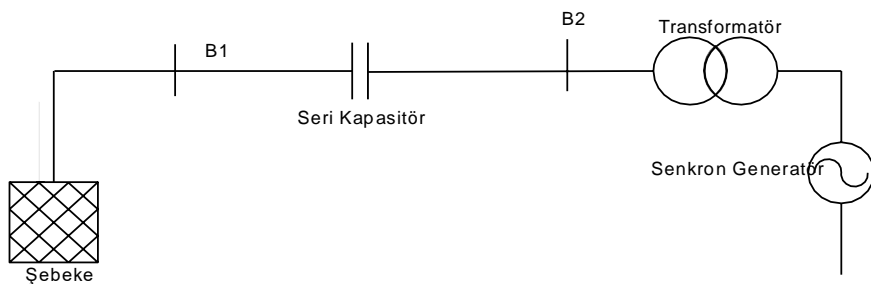 Transformatör
B1
B2
Seri Kapasitör
Senkron Generatör
Şebeke